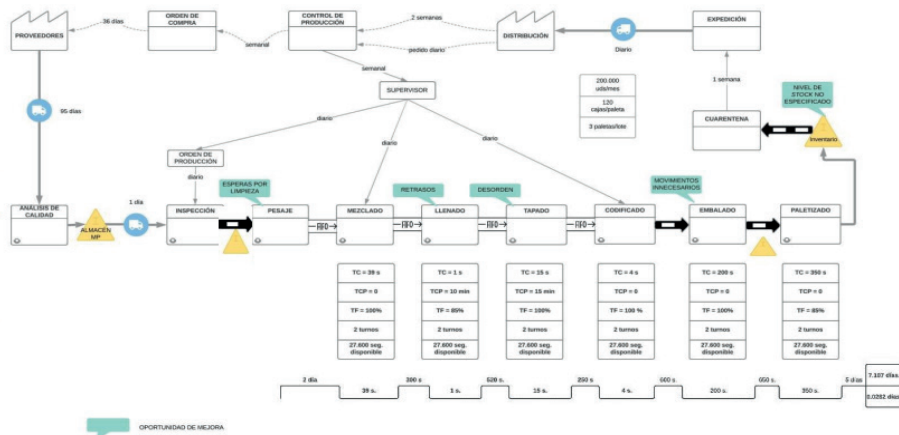 PROVEEDORES
36 días
ORDEN DE
COMPRA
semanal
CONTROL DE
PRODUCCIÓN
2 semanas
pedido diario
DISTRIBUCIÓN
Diario
EXPEDICIÓN
95 días
semanal
SUPERVISOR
200.000
uds/mes
120
cajas/paleta
3 paletas/lote
1 semana
NIVEL DE
STOCK NO
ESPECIFICADO
CUARENTENA
Inventario
diario
diario
diario
ORDEN DE
PRODUCCIÓN
diario
ANÁLISIS DE
CALIDAD
ALMACÉN
MP
1 día
INSPECCIÓN
ESPERAS POR
LIMPIEZA
PESAJE
FIFO
MEZCLADO
RETRASOS
FIFO
LLENADO
DESORDEN
FIFO
TAPADO
FIFO
CODIFICADO
MOVIMIENTOS
INNECESARIOS
EMBALADO
PALETIZADO
TC = 39 s
TCP = 0
TF = 100%
2 turnos
27.600 seg.
disponible
TC = 1 s
TCP = 10 min
TF = 85%
2 turnos
27.600 seg.
disponible
TC = 15 s
TCP = 15 min
TF = 100%
2 turnos
27.600 seg.
disponible
TC = 4 s
TCP = 0
TF = 100 %
2 turnos
27.600 seg.
disponible
TC = 200 s
TCP = 0
TF = 100%
2 turnos
27.600 seg.
disponible
TC = 350 s
TCP = 0
TF = 85%
2 turnos
27.600 seg.
disponible
2 día
39 s.
300 s
1 s.
520 s.
15 s.
250 s
4 s.
600 s
200 s.
650 s.
350 s.
5 días
7.107 días.
0.0282 días
OPORTUNIDAD DE MEJORA